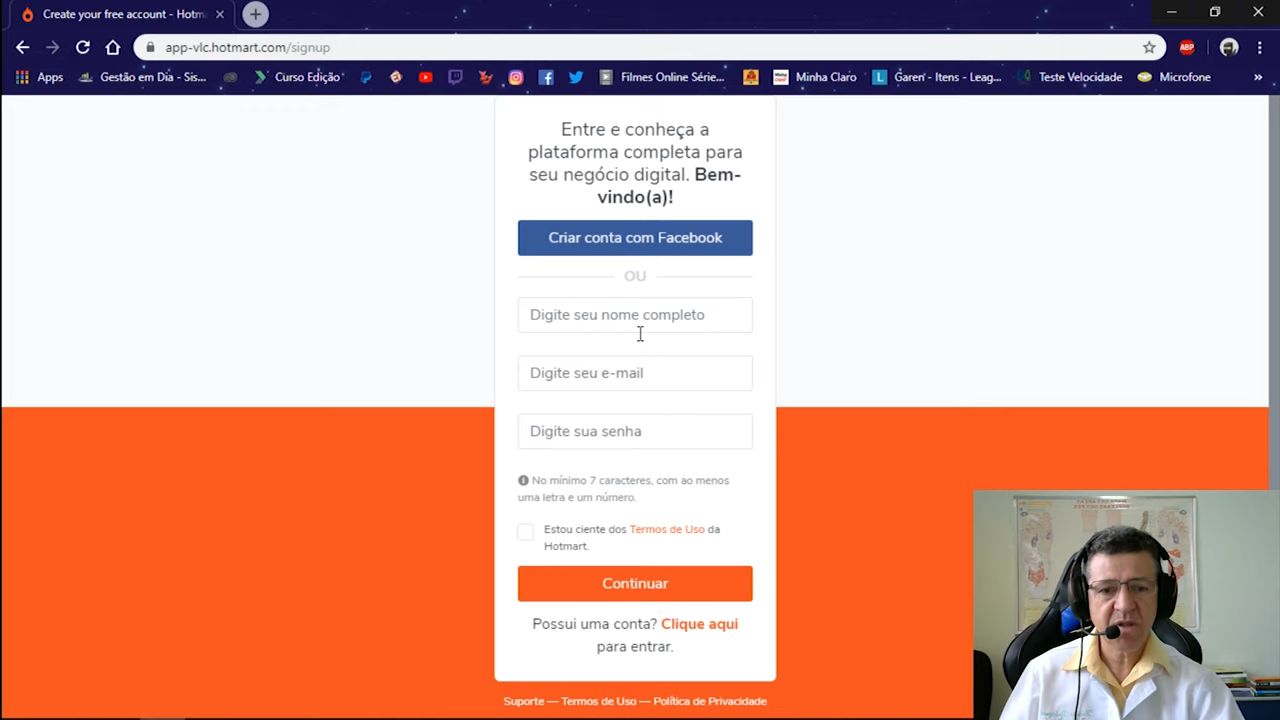 Create your free account - Hotm
app-vlc.hotmart.com/signup
ABP
Apps
Gestão em Dia - Sis...
Curso Edição
Filmes Online Série...
Minha Claro
Garen - Itens - Leag...
Teste Velocidade
Microfone
Entre e conheça a
plataforma completa para
seu negócio digital. Bem-
vindo(a)!
Criar conta com Facebook
OU
Digite seu nome completo
Digite seu e-mail
Digite sua senha
No mínimo 7 caracteres, com ao menos
uma letra e um número.
Estou ciente dos Termos de Uso da
Hotmart.
Continuar
Possui uma conta? Clique aqui
para entrar.
Suporte — Termos de Uso — Política de Privacidade